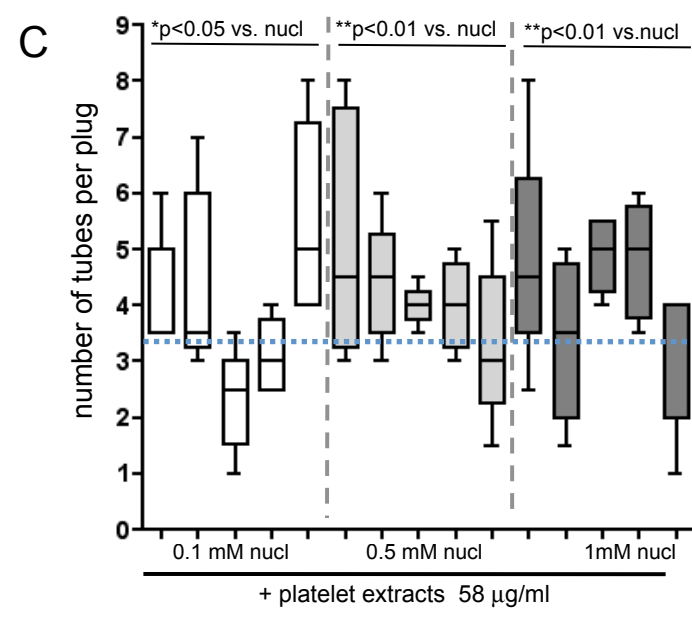 C
*p<0.05 vs. nucl
**p<0.01 vs. nucl
**p<0.01 vs.nucl
number of tubes per plug
9
8
7
6
5
4
3
2
1
0
0.1 mM nucl
0.5 mM nucl
1mM nucl
+ platelet extracts 58 μg/ml